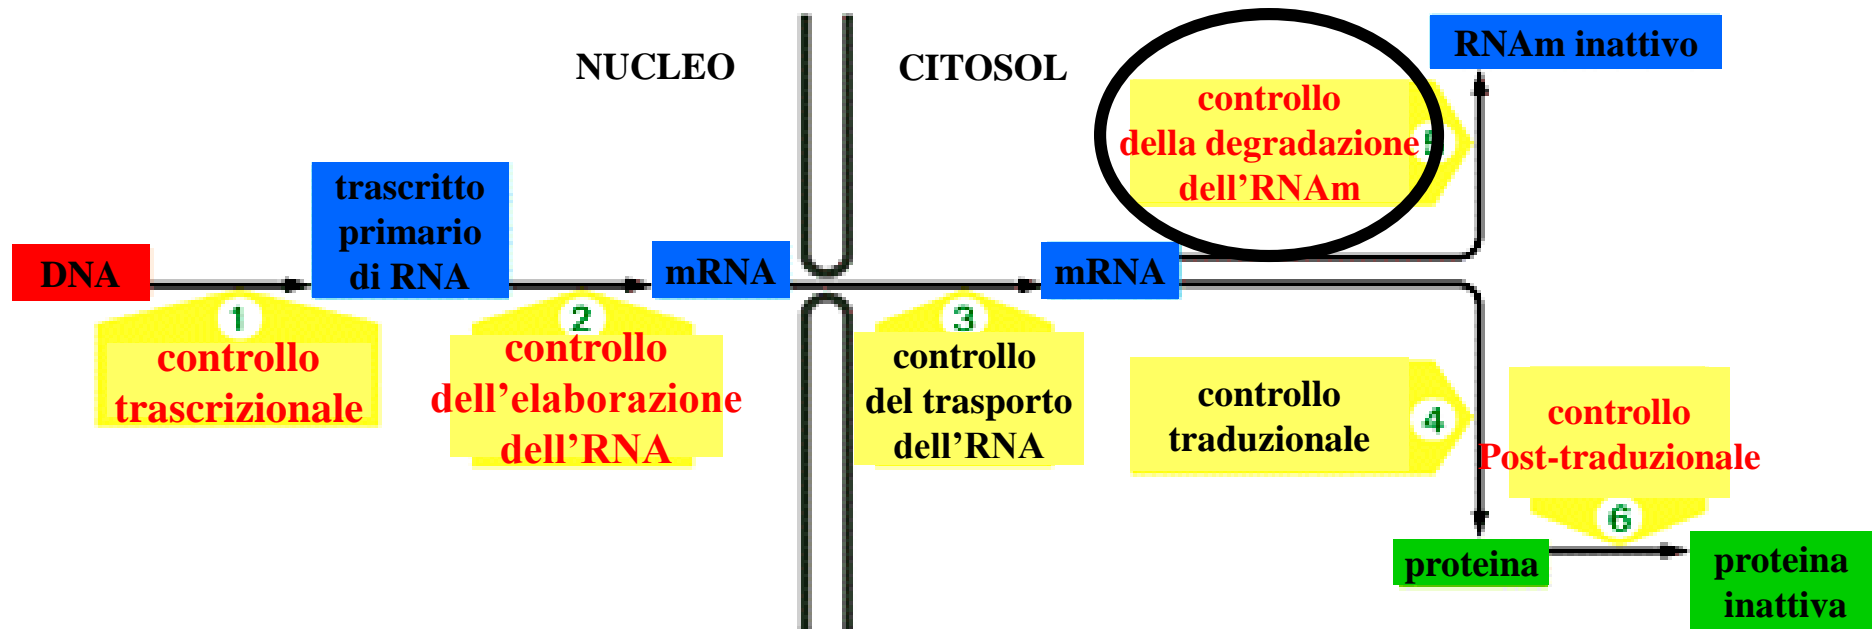 NUCLEO
CITOSOL
RNAm inattivo
controllo
della degradazione
dell’RNAm
5
trascritto
primario
di RNA
DNA
mRNA
mRNA
1
controllo
trascrizionale
2
controllo
dell’elaborazione
dell’RNA
3
controllo
del trasporto
dell’RNA
controllo
traduzionale
4
controllo
Post-traduzionale
6
proteina
proteina
inattiva